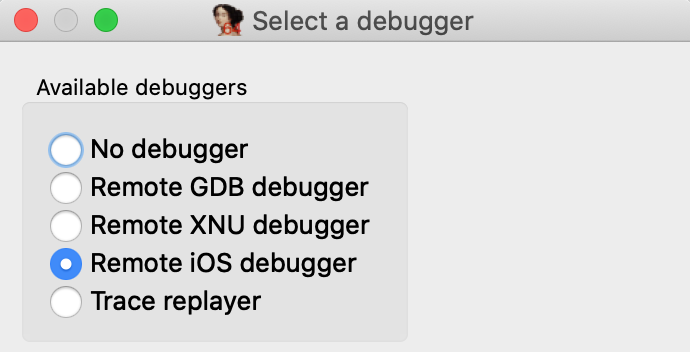 Select a debugger
Available debuggers
No debugger
Remote GDB debugger
Remote XNU debugger
Remote iOS debugger
Trace replayer